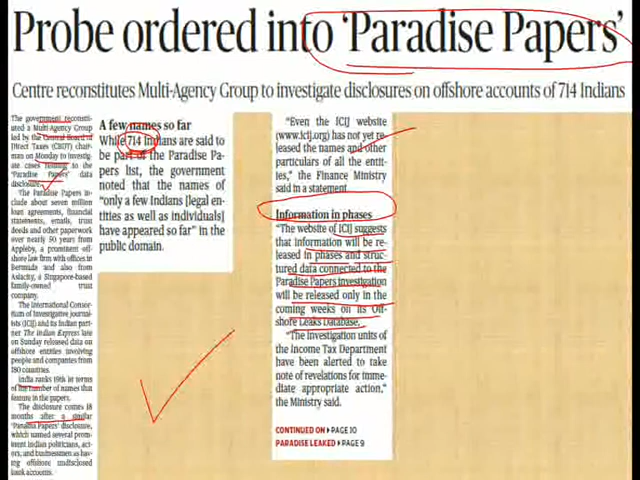 Probe ordered into ‘Paradise Papers’
Centre reconstitutes Multi-Agency Group to investigate disclosures on offshore accounts of 714 Indians
The government reconsti-
tuted a Multi-Agency Group
led by the Central Board of
Direct Taxes (CBDT) chair-
man on Monday to investig-
ate cases relating to the
‘Paradise Papers’ data
disclosure.
The Paradise Papers in-
clude about seven million
loan agreements, financial
statements, emails, trust
deeds and other paperwork
over nearly 50 years from
Appleby, a prominent off-
shore law firm with offices in
Bermuda and also from
Asiacity, a Singapore-based
family-owned trust
company.
The International Consor-
tium of Investigative Journal-
ists (ICIJ) and its Indian part-
ner The Indian Express late
on Sunday released data on
offshore entities involving
people and companies from
180 countries.
India ranks 19th in terms
of the number of names that
feature in the papers.
The disclosure comes 18
months after a similar
‘Panama Papers’ disclosure,
which named several prom-
inent Indian politicians, act-
ors, and businessmen as hav-
ing offshore undisclosed
bank accounts.
A few names so far
While 714 Indians are said to
be part of the Paradise Pa-
pers list, the government
noted that the names of
“only a few Indians [legal en-
tities as well as individuals]
have appeared so far” in the
public domain.
“Even the ICIJ website
(www.icij.org) has not yet re-
leased the names and other
particulars of all the entit-
ies,” the Finance Ministry
said in a statement.
Information in phases
“The website of ICIJ suggests
that information will be re-
leased in phases and struc-
tured data connected to the
Paradise Papers investigation
will be released only in the
coming weeks on its Off-
shore Leaks Database.
“The investigation units of
the Income Tax Department
have been alerted to take
note of revelations for imme-
diate appropriate action,”
the Ministry said.
CONTINUED ON ▸ PAGE 10
PARADISE LEAKED ▸ PAGE 9